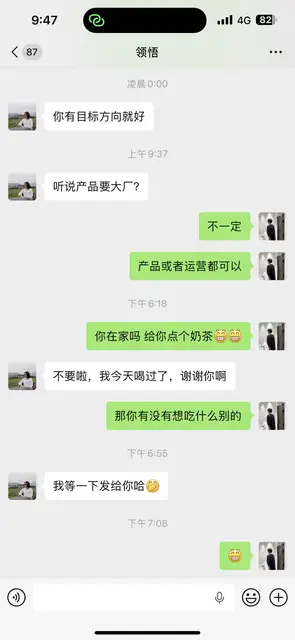 9:47
4G
82
87
领悟
凌晨0:00
你有目标方向就好
上午9:37
听说产品要大厂?
不一定
产品或者运营都可以
下午6:18
你在家吗 给你点个奶茶😁😁
不要啦，我今天喝过了，谢谢你啊
那你有没有想吃什么别的
下午6:55
我等一下发给你哈🤣
下午7:08
😁